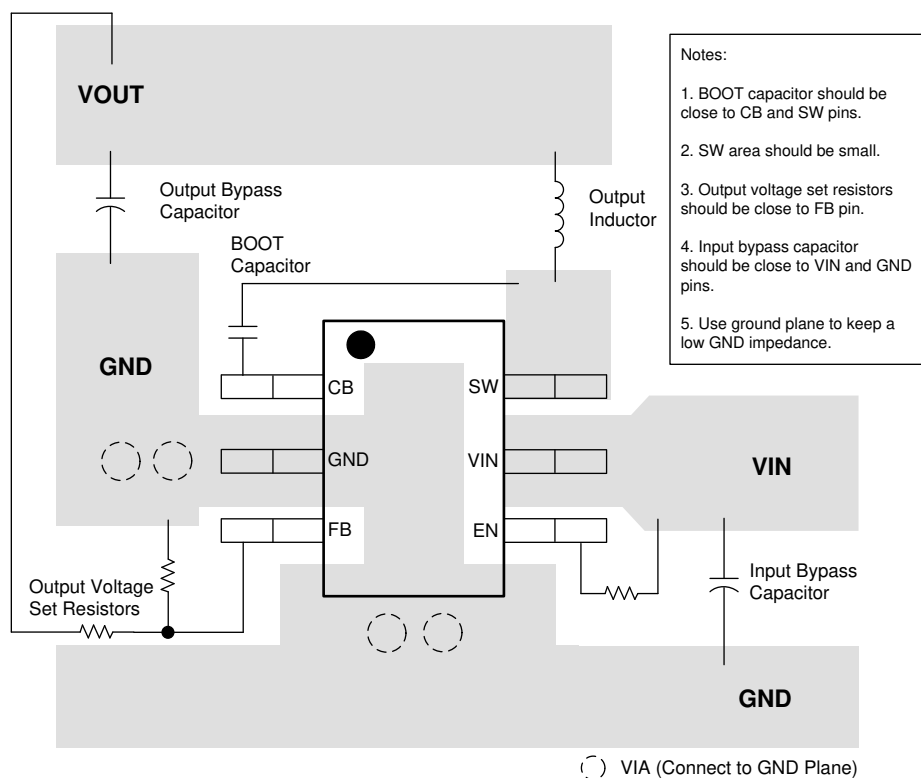 VOUT
Output Bypass
Capacitor
BOOT
Capacitor
Output
Inductor
Notes:
1. BOOT capacitor should be
close to CB and SW pins.
2. SW area should be small.
3. Output voltage set resistors
should be close to FB pin.
4. Input bypass capacitor
should be close to VIN and GND
pins.
5. Use ground plane to keep a
low GND impedance.
GND
CB
SW
GND
VIN
VIN
FB
EN
Output Voltage
Set Resistors
Input Bypass
Capacitor
GND
VIA (Connect to GND Plane)